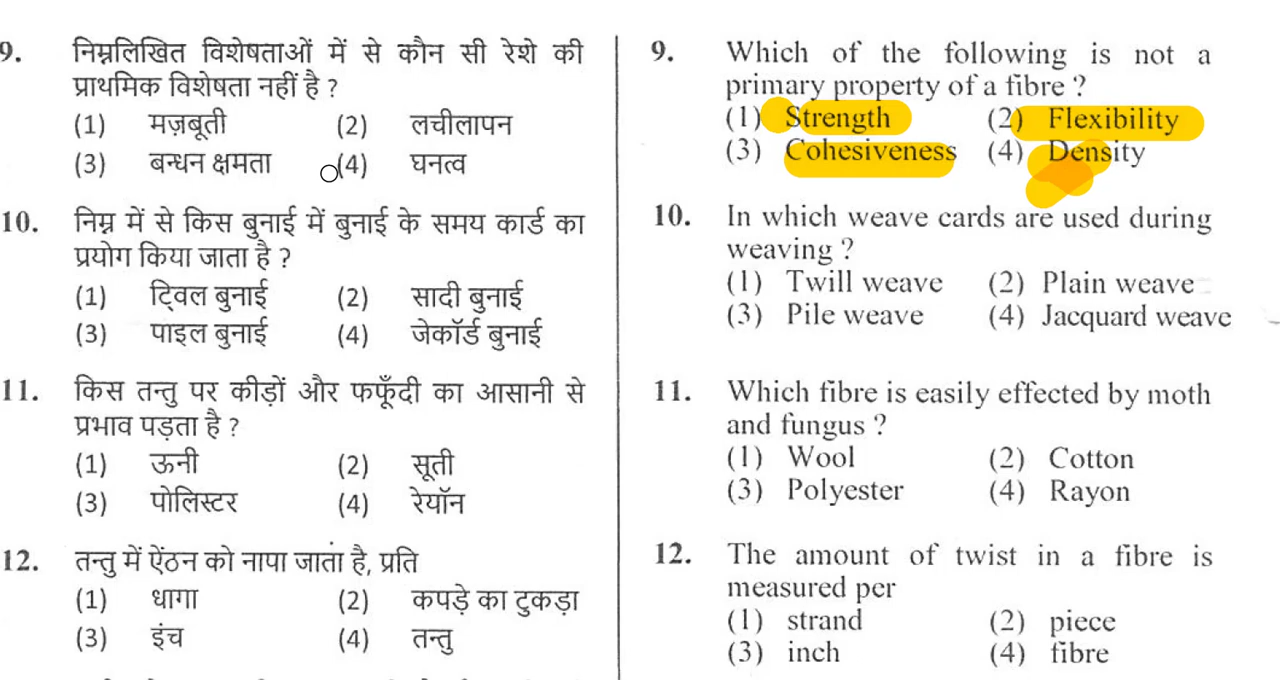 9. निम्नलिखित विशेषताओं में से कौन सी रेशे की
प्राथमिक विशेषता नहीं है ?
(1) मज़बूती (2) लचीलापन
(3) बन्धन क्षमता (4) घनत्व
10. निम्न में से किस बुनाई में बुनाई के समय कार्ड का
प्रयोग किया जाता है ?
(1) ट्विल बुनाई (2) सादी बुनाई
(3) पाइल बुनाई (4) जेकॉर्ड बुनाई
11. किस तन्तु पर कीड़ों और फफूँदी का आसानी से
प्रभाव पड़ता है ?
(1) ऊनी (2) सूती
(3) पोलिस्टर (4) रेयॉन
12. तन्तु में ऐंठन को नापा जाता है, प्रति
(1) धागा (2) कपड़े का टुकड़ा
(3) इंच (4) तन्तु
9. Which of the following is not a
primary property of a fibre ?
(1) Strength (2) Flexibility
(3) Cohesiveness (4) Density
10. In which weave cards are used during
weaving ?
(1) Twill weave (2) Plain weave
(3) Pile weave (4) Jacquard weave
11. Which fibre is easily effected by moth
and fungus ?
(1) Wool (2) Cotton
(3) Polyester (4) Rayon
12. The amount of twist in a fibre is
measured per
(1) strand (2) piece
(3) inch (4) fibre